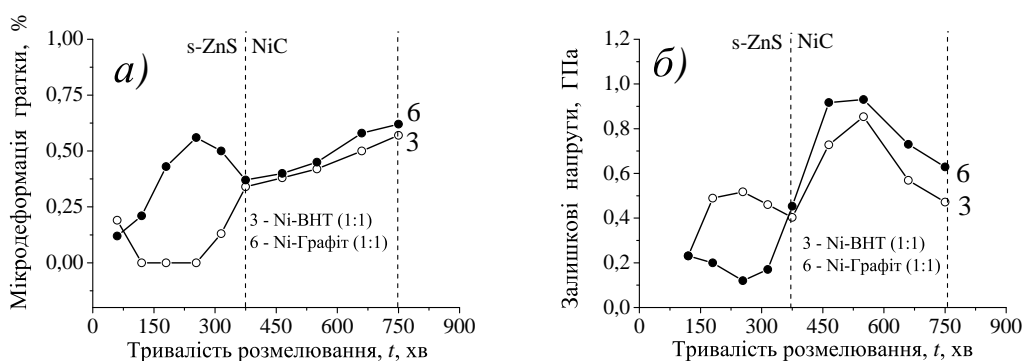 Мікродеформація гратки, %
1,00
0,75
0,50
0,25
0,00
а)
s-ZnS NiC
6
3
3 - Ni-ВНТ (1:1)
6 - Ni-Графіт (1:1)
0 150 300 450 600 750 900
Тривалість розмелювання, t, хв
Залишкові напруги, ГПа
1,2
1,0
0,8
0,6
0,4
0,2
0,0
б)
s-ZnS NiC
6
3
3 - Ni-ВНТ (1:1)
6 - Ni-Графіт (1:1)
0 150 300 450 600 750 900
Тривалість розмелювання, t, хв